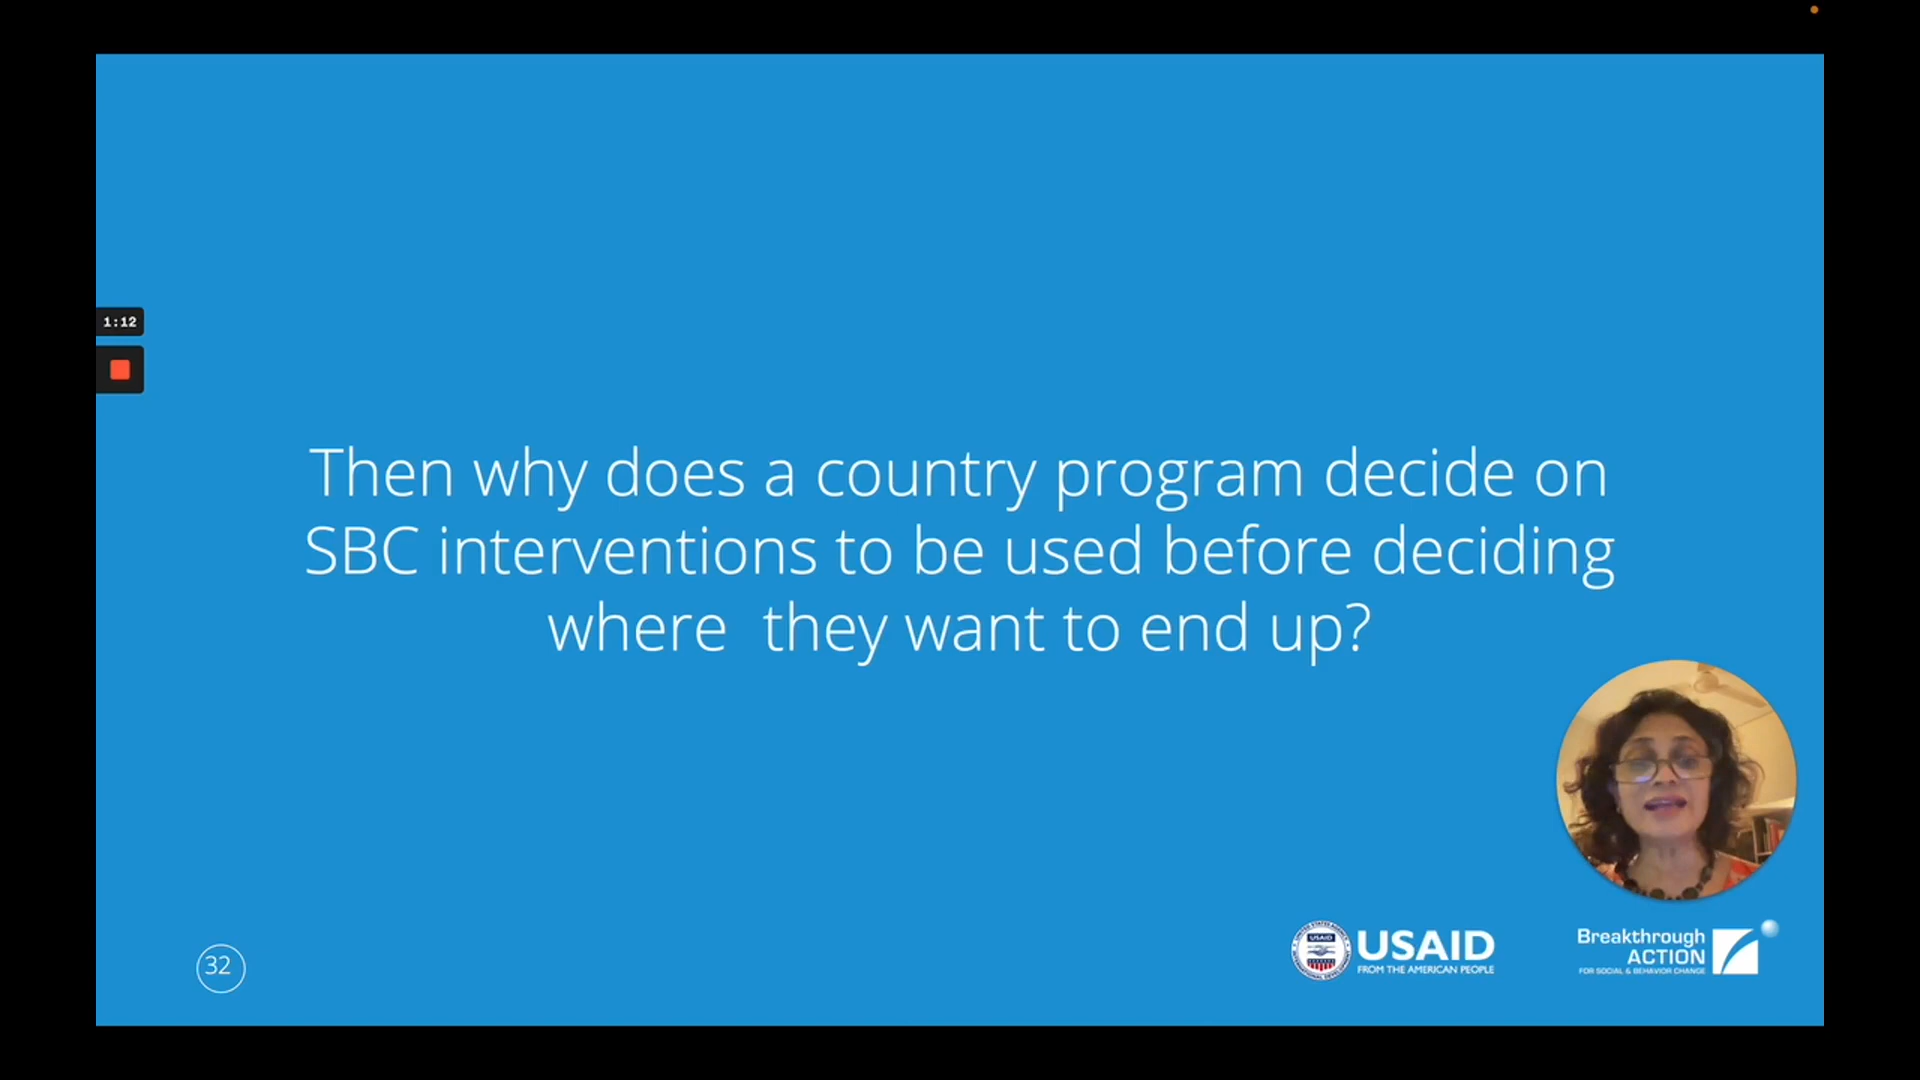 1:12
Then why does a country program decide on
SBC interventions to be used before deciding
where  they want to end up?
32
USAID
FROM THE AMERICAN PEOPLE
Breakthrough
ACTION
FOR SOCIAL & BEHAVIOR CHANGE